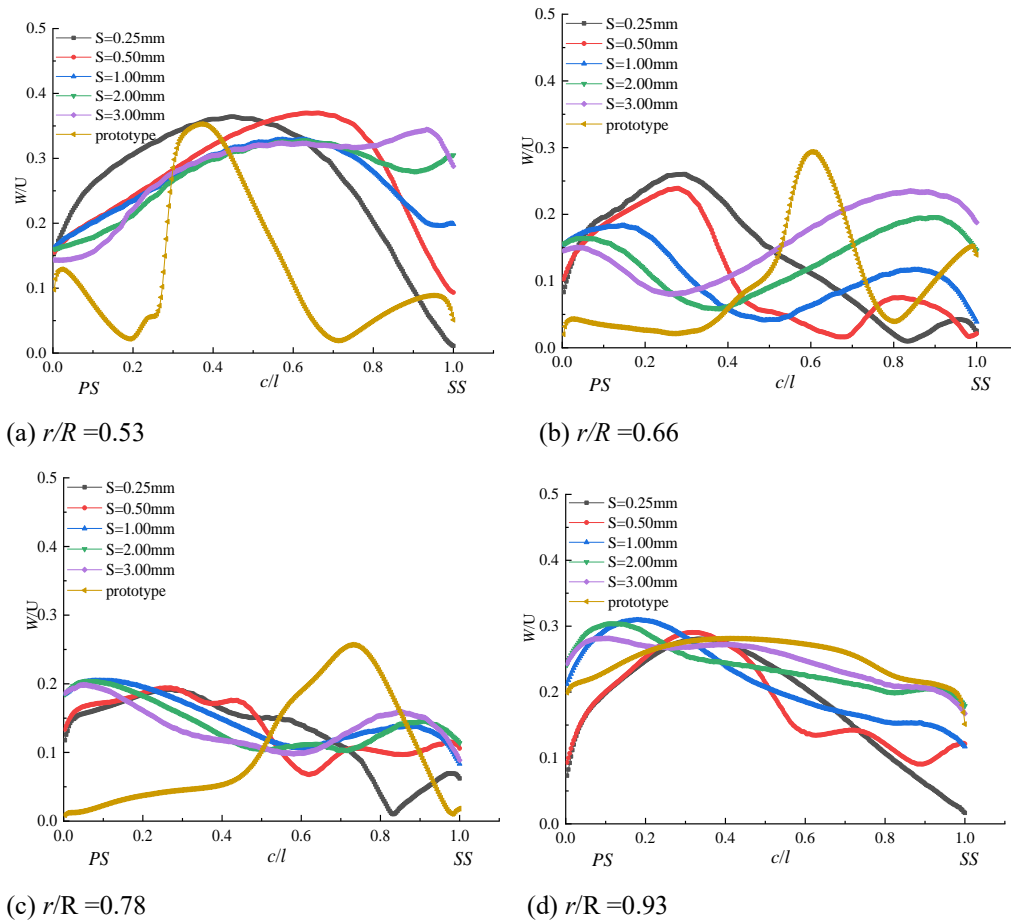 0.5
0.4
0.3
0.2
0.1
0.0
W/U
S=0.25mm
S=0.50mm
S=1.00mm
S=2.00mm
S=3.00mm
prototype
0.0 0.2 0.4 0.6 0.8 1.0
PS c/l SS
(a) r/R =0.53
0.5
0.4
0.3
0.2
0.1
0.0
W/U
S=0.25mm
S=0.50mm
S=1.00mm
S=2.00mm
S=3.00mm
prototype
0.0 0.2 0.4 0.6 0.8 1.0
PS c/l SS
(b) r/R =0.66
0.5
0.4
0.3
0.2
0.1
0.0
W/U
S=0.25mm
S=0.50mm
S=1.00mm
S=2.00mm
S=3.00mm
prototype
0.0 0.2 0.4 0.6 0.8 1.0
PS c/l SS
(c) r/R =0.78
0.5
0.4
0.3
0.2
0.1
0.0
W/U
S=0.25mm
S=0.50mm
S=1.00mm
S=2.00mm
S=3.00mm
prototype
0.0 0.2 0.4 0.6 0.8 1.0
PS c/l SS
(d) r/R =0.93